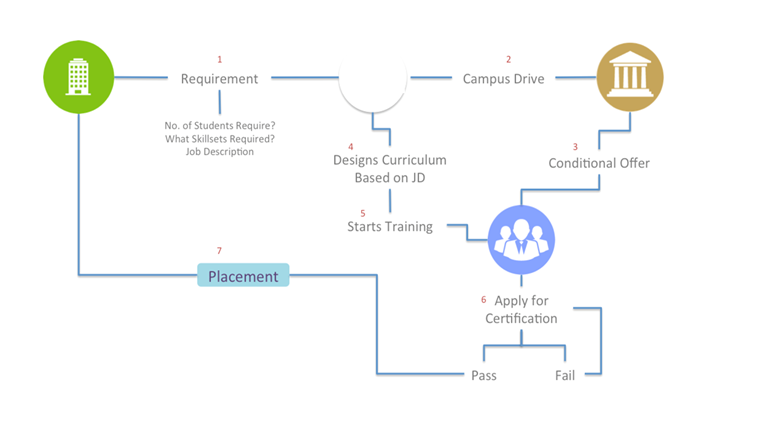 1
Requirement
No. of Students Require?
What Skillsets Required?
Job Description
2
Campus Drive
3
Conditional Offer
4
Designs Curriculum
Based on JD
5
Starts Training
6
Apply for
Certification
Pass
Fail
7
Placement